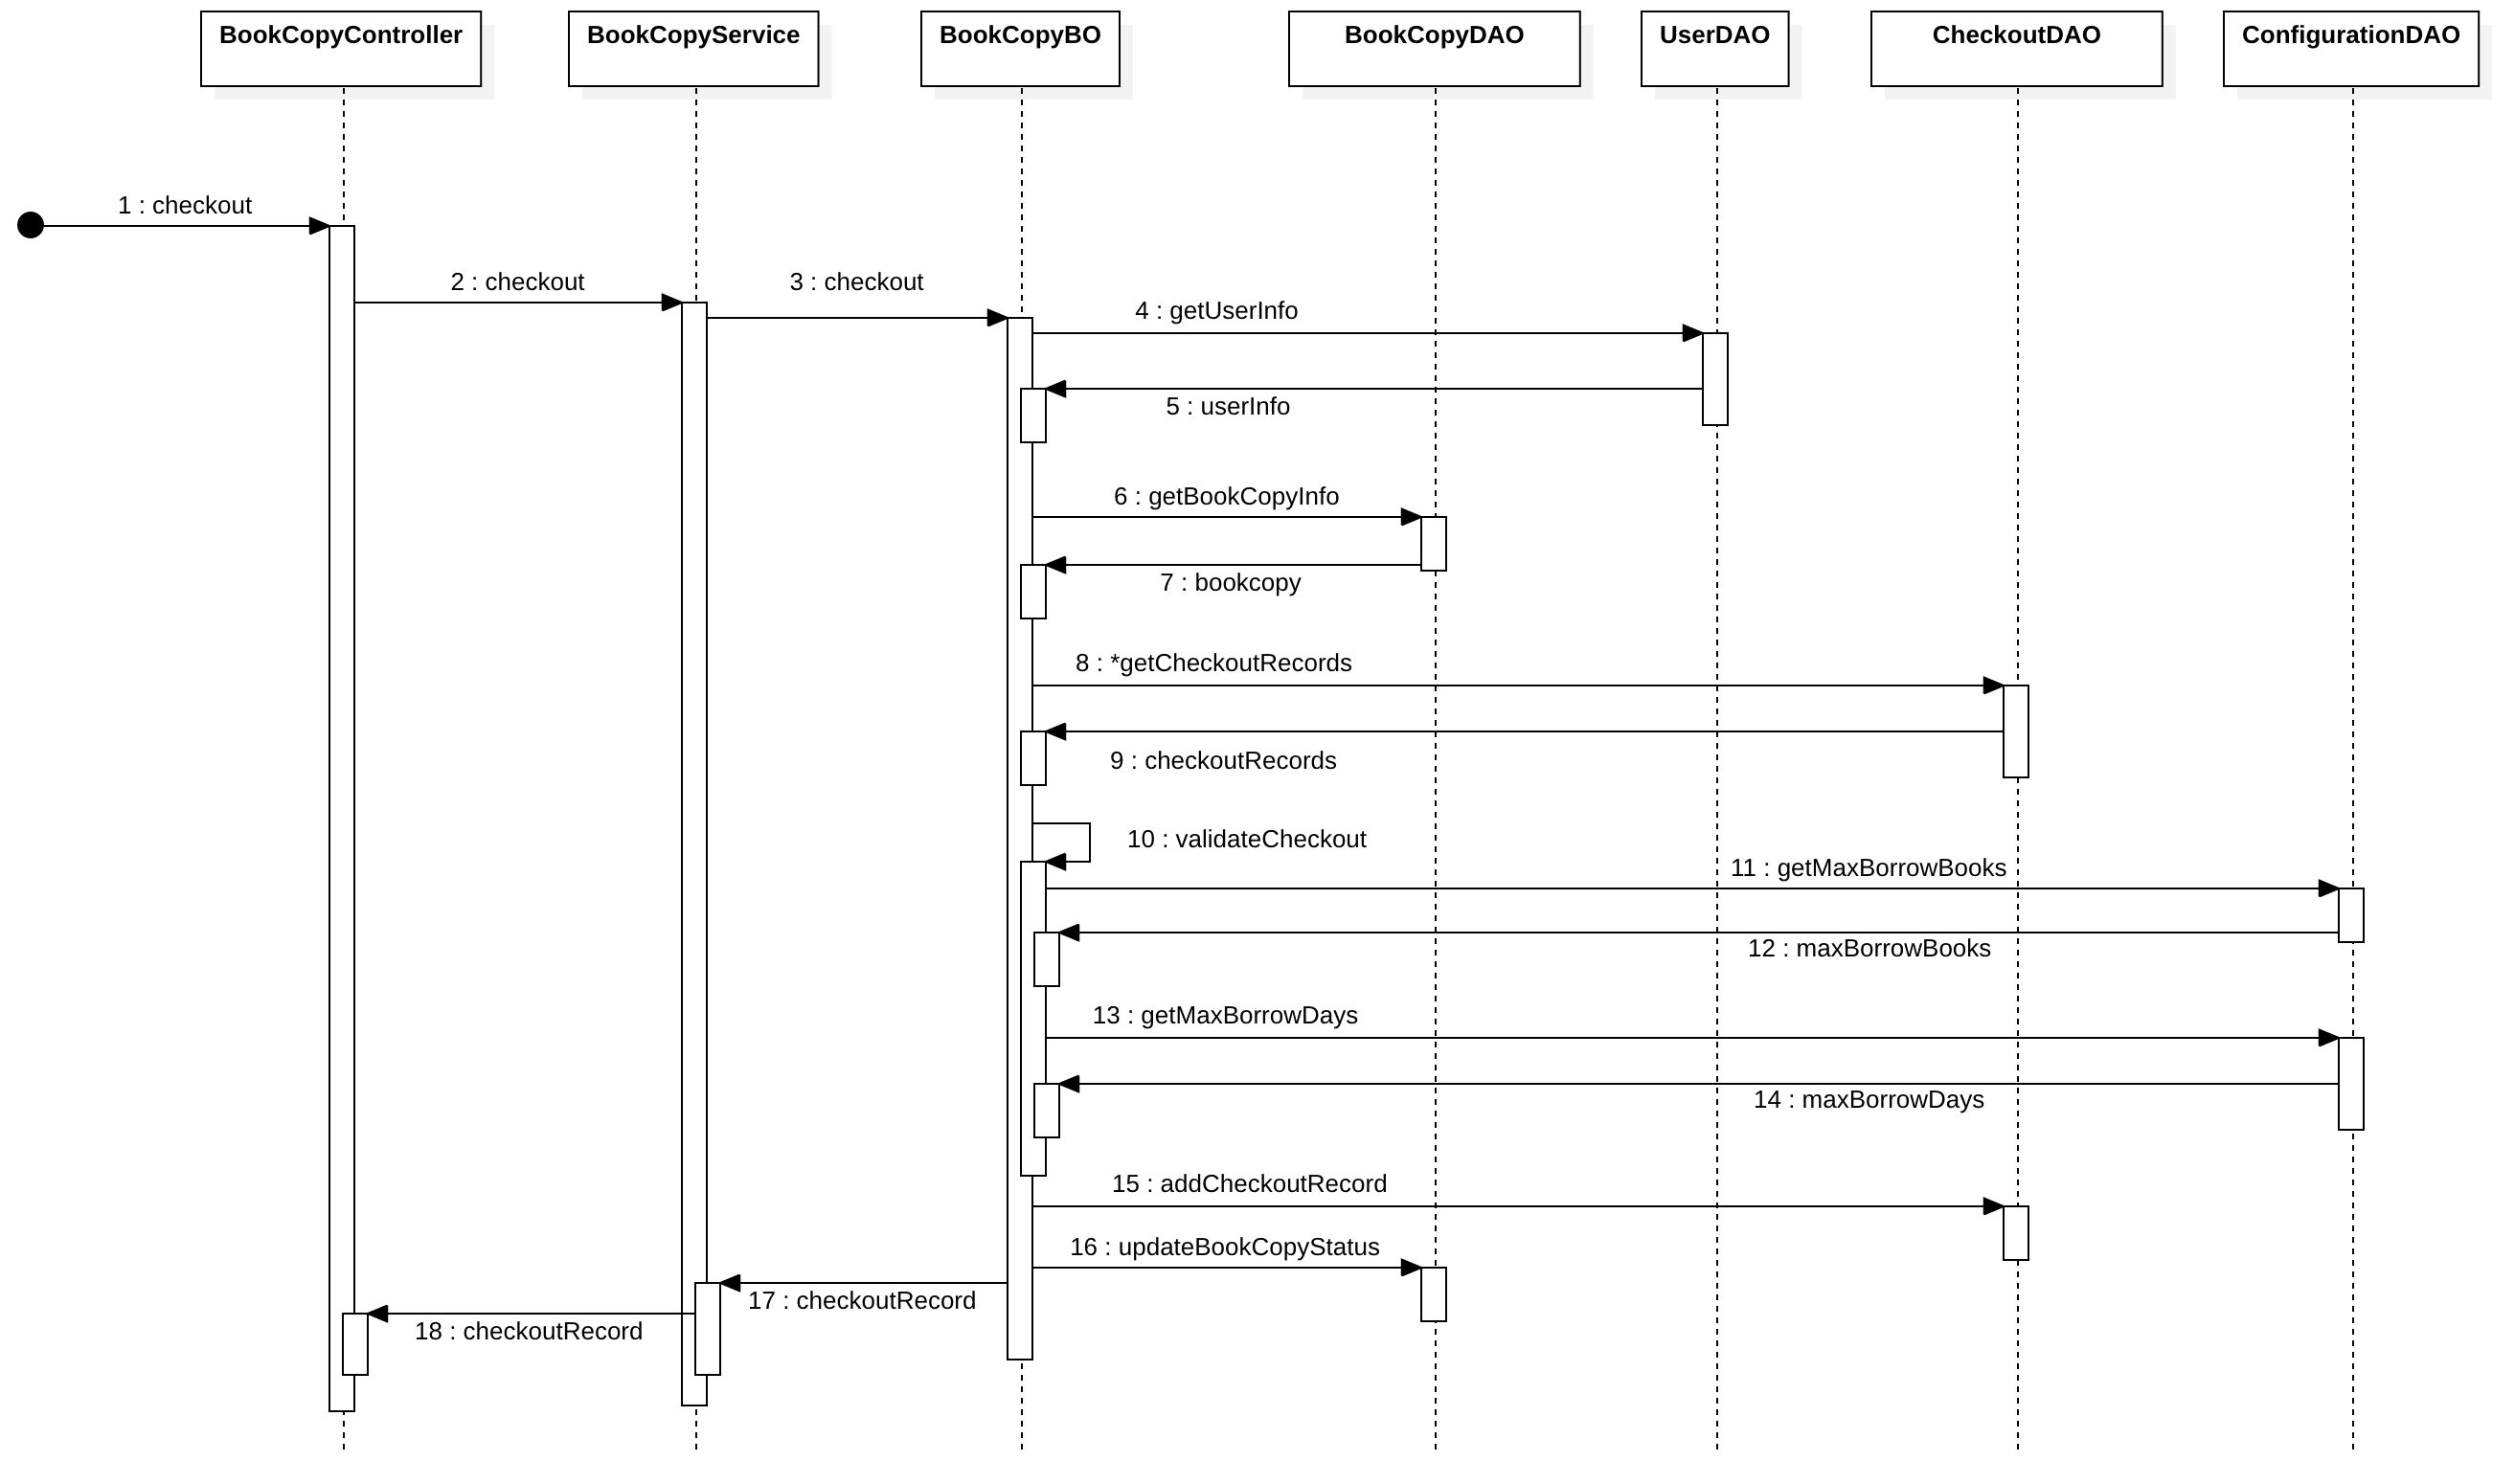 BookCopyController
BookCopyService
BookCopyBO
BookCopyDAO
UserDAO
CheckoutDAO
ConfigurationDAO
1 : checkout
2 : checkout
3 : checkout
4 : getUserInfo
5 : userInfo
6 : getBookCopyInfo
7 : bookcopy
8 : *getCheckoutRecords
9 : checkoutRecords
10 : validateCheckout
11 : getMaxBorrowBooks
12 : maxBorrowBooks
13 : getMaxBorrowDays
14 : maxBorrowDays
15 : addCheckoutRecord
16 : updateBookCopyStatus
17 : checkoutRecord
18 : checkoutRecord